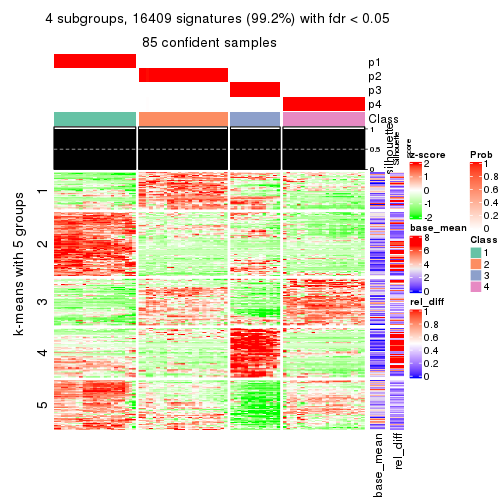 4 subgroups, 16409 signatures (99.2%) with fdr < 0.05
85 confident samples
p1
p2
p3
p4
Class
1
0.5
0
silhouette
Silhouette
score
k-means with 5 groups
1
2
3
4
5
base_mean
rel_diff
z-score
2
1
0
-1
-2
base_mean
8
6
4
2
0
rel_diff
1
0.8
0.6
0.4
0.2
0
Prob
1
0.8
0.6
0.4
0.2
0
Class
1
2
3
4